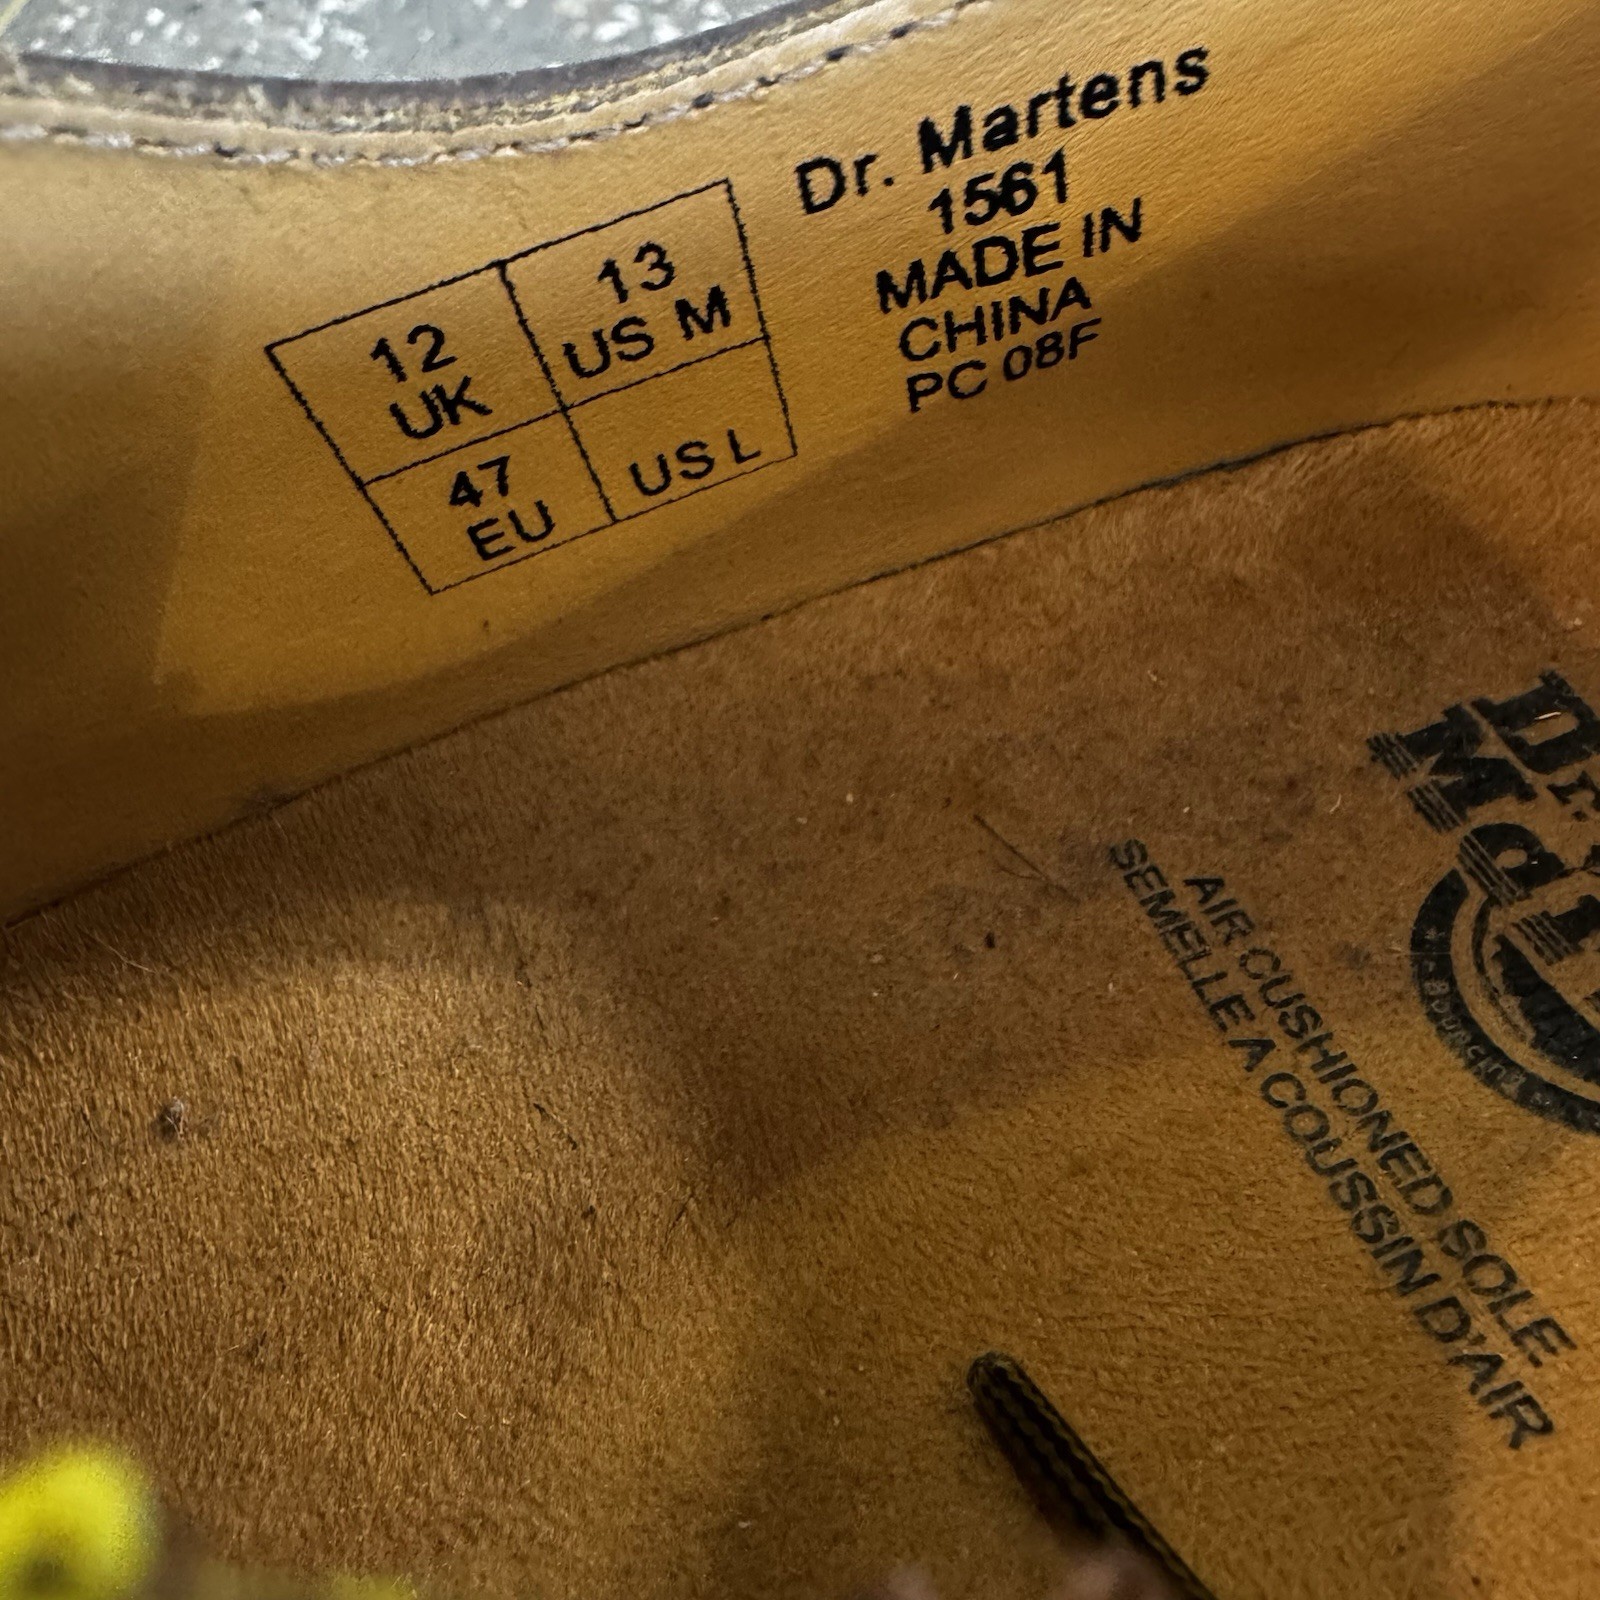 12
UK
13
US M
47
EU
US L
Dr. Martens
1561
MADE IN
CHINA
PC 08F
Dr.
AIR CUSHIONED SOLE
SEMELLE A COUSSIN D'AIR